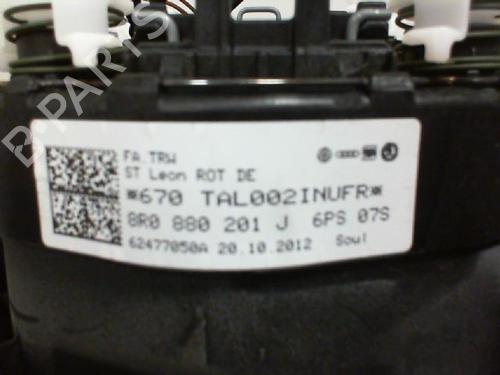 B-PARTS
FA.TRW
ST Leon ROT DE
*670 TAL002INUFR*
8R0 880 201 J 6PS 07S
62477050A 20.10.2012 Soul